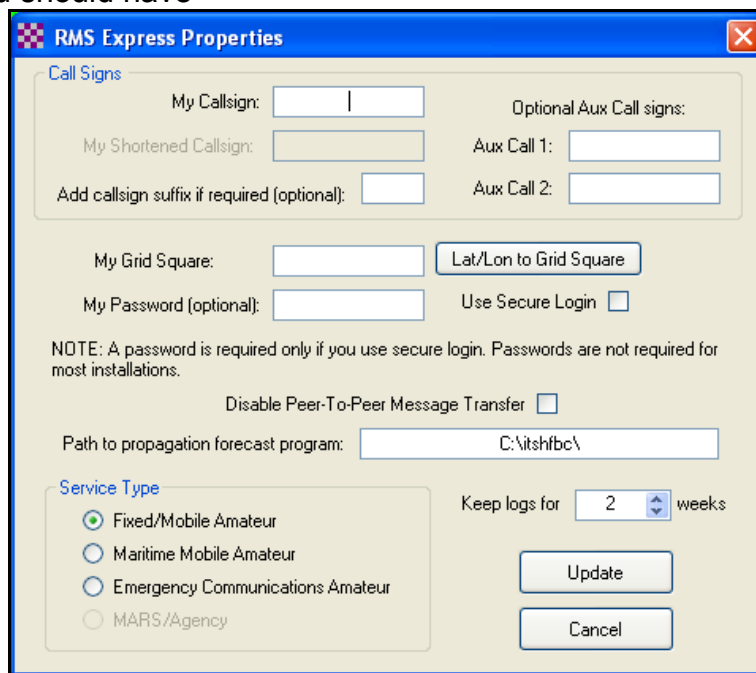 should have
RMS Express Properties
Call Signs
My Callsign:
Optional Aux Call signs:
My Shortened Callsign:
Aux Call 1:
Add callsign suffix if required (optional):
Aux Call 2:
My Grid Square:
Lat/Lon to Grid Square
My Password (optional):
Use Secure Login
NOTE: A password is required only if you use secure login. Passwords are not required for
most installations.
Disable Peer-To-Peer Message Transfer
Path to propagation forecast program:
C:\itshfbc\
Service Type
Fixed/Mobile Amateur
Maritime Mobile Amateur
Emergency Communications Amateur
MARS/Agency
Keep logs for 2 weeks
Update
Cancel